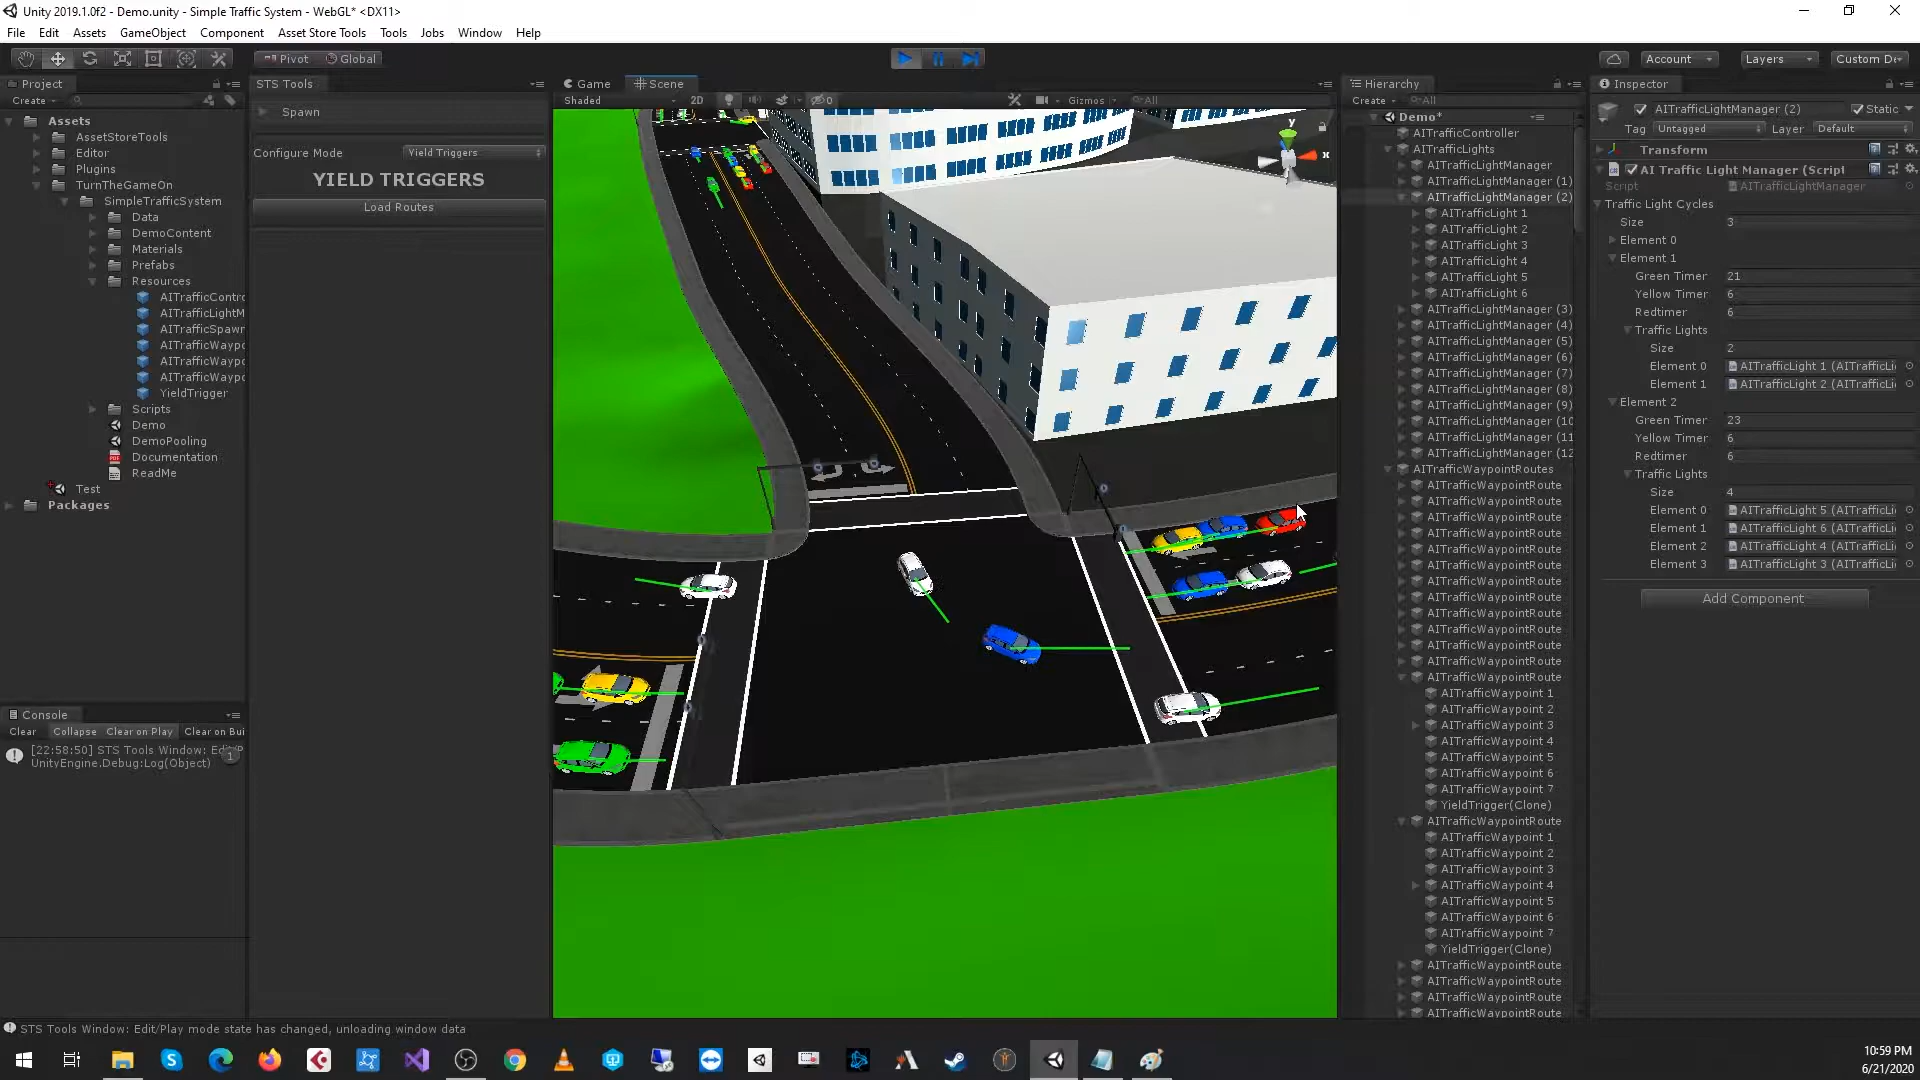 Unity 2019.1.0f2 - Demo.unity - Simple Traffic System - WebGL* <DX11>
File Edit Assets GameObject Component Asset Store Tools Tools Jobs Window Help
Pivot Global
Account Layers
Project
Create
Assets
AssetStoreTools
Editor
Plugins
TurnTheGameOn
SimpleTrafficSystem
Data
DemoContent
Materials
Prefabs
Resources
AITrafficContro
AITrafficLightM
AITrafficSpawn
AITrafficWaypo
AITrafficWaypo
AITrafficWaypo
YieldTrigger
Scripts
Demo
DemoPooling
Documentation
ReadMe
Test
Packages
Console
Clear Collapse Clear on Play Clear on Bui
[22:58:50] STS Tools Window: Edit/P
UnityEngine.Debug:Log(Object)
1
STS Tools
Spawn
Configure Mode Yield Triggers
YIELD TRIGGERS
Load Routes
Game Scene
Shaded 2D 0 Gizmos All
y
x
Hierarchy
Create All
Demo*
AITrafficController
AITrafficLights
AITrafficLightManager
AITrafficLightManager (1)
AITrafficLightManager (2)
AITrafficLight 1
AITrafficLight 2
AITrafficLight 3
AITrafficLight 4
AITrafficLight 5
AITrafficLight 6
AITrafficLightManager (3)
AITrafficLightManager (4)
AITrafficLightManager (5)
AITrafficLightManager (6)
AITrafficLightManager (7)
AITrafficLightManager (8)
AITrafficLightManager (9)
AITrafficLightManager (10
AITrafficLightManager (11
AITrafficLightManager (12
AITrafficWaypointRoutes
AITrafficWaypointRoute
AITrafficWaypointRoute
AITrafficWaypointRoute
AITrafficWaypointRoute
AITrafficWaypointRoute
AITrafficWaypointRoute
AITrafficWaypointRoute
AITrafficWaypointRoute
AITrafficWaypointRoute
AITrafficWaypointRoute
AITrafficWaypointRoute
AITrafficWaypointRoute
AITrafficWaypointRoute
AITrafficWaypoint 1
AITrafficWaypoint 2
AITrafficWaypoint 3
AITrafficWaypoint 4
AITrafficWaypoint 5
AITrafficWaypoint 6
AITrafficWaypoint 7
YieldTrigger(Clone)
AITrafficWaypointRoute
AITrafficWaypoint 1
AITrafficWaypoint 2
AITrafficWaypoint 3
AITrafficWaypoint 4
AITrafficWaypoint 5
AITrafficWaypoint 6
AITrafficWaypoint 7
YieldTrigger(Clone)
AITrafficWaypointRoute
AITrafficWaypointRoute
AITrafficWaypointRoute
AITrafficWaypointRoute
Inspector
AITrafficLightManager (2) Static
Tag Untagged Layer Default
Transform
AI Traffic Light Manager (Script
Script AITrafficLightManager
Traffic Light Cycles
Size 3
Element 0
Element 1
Green Timer 21
Yellow Timer 6
Redtimer 6
Traffic Lights
Size 2
Element 0 AITrafficLight 1 (AITrafficLi
Element 1 AITrafficLight 2 (AITrafficLi
Element 2
Green Timer 23
Yellow Timer 6
Redtimer 6
Traffic Lights
Size 4
Element 0 AITrafficLight 5 (AITrafficLi
Element 1 AITrafficLight 6 (AITrafficLi
Element 2 AITrafficLight 4 (AITrafficLi
Element 3 AITrafficLight 3 (AITrafficLi
Add Component
STS Tools Window: Edit/Play mode state has changed, unloading window data
10:59 PM
6/21/2020